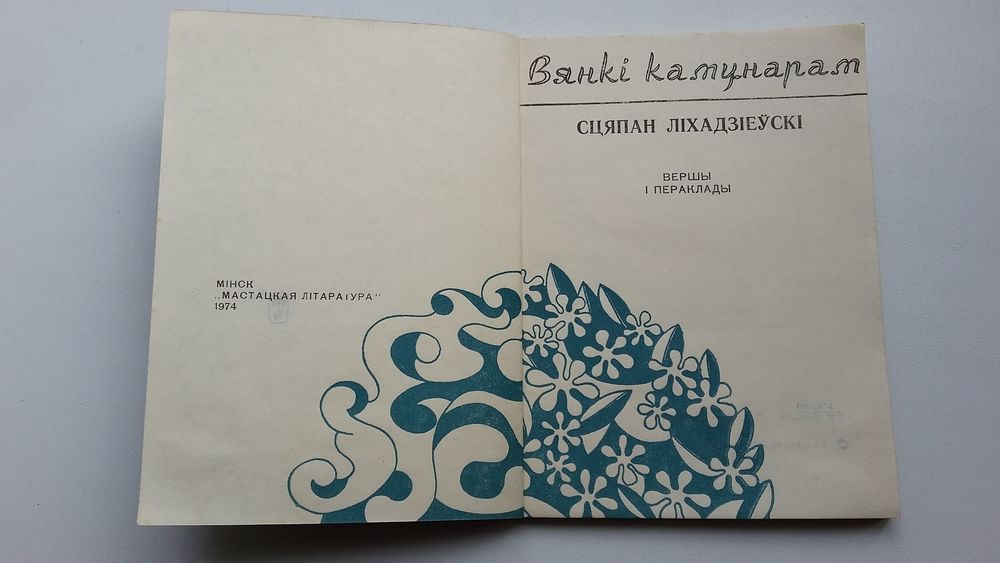 МІНСК
„МАСТАЦКАЯ ЛІТАРАТУРА"
1974
Вянкі камунарам
СЦЯПАН ЛІХАДЗІЕЎСКІ
ВЕРШЫ
І ПЕРАКЛАДЫ